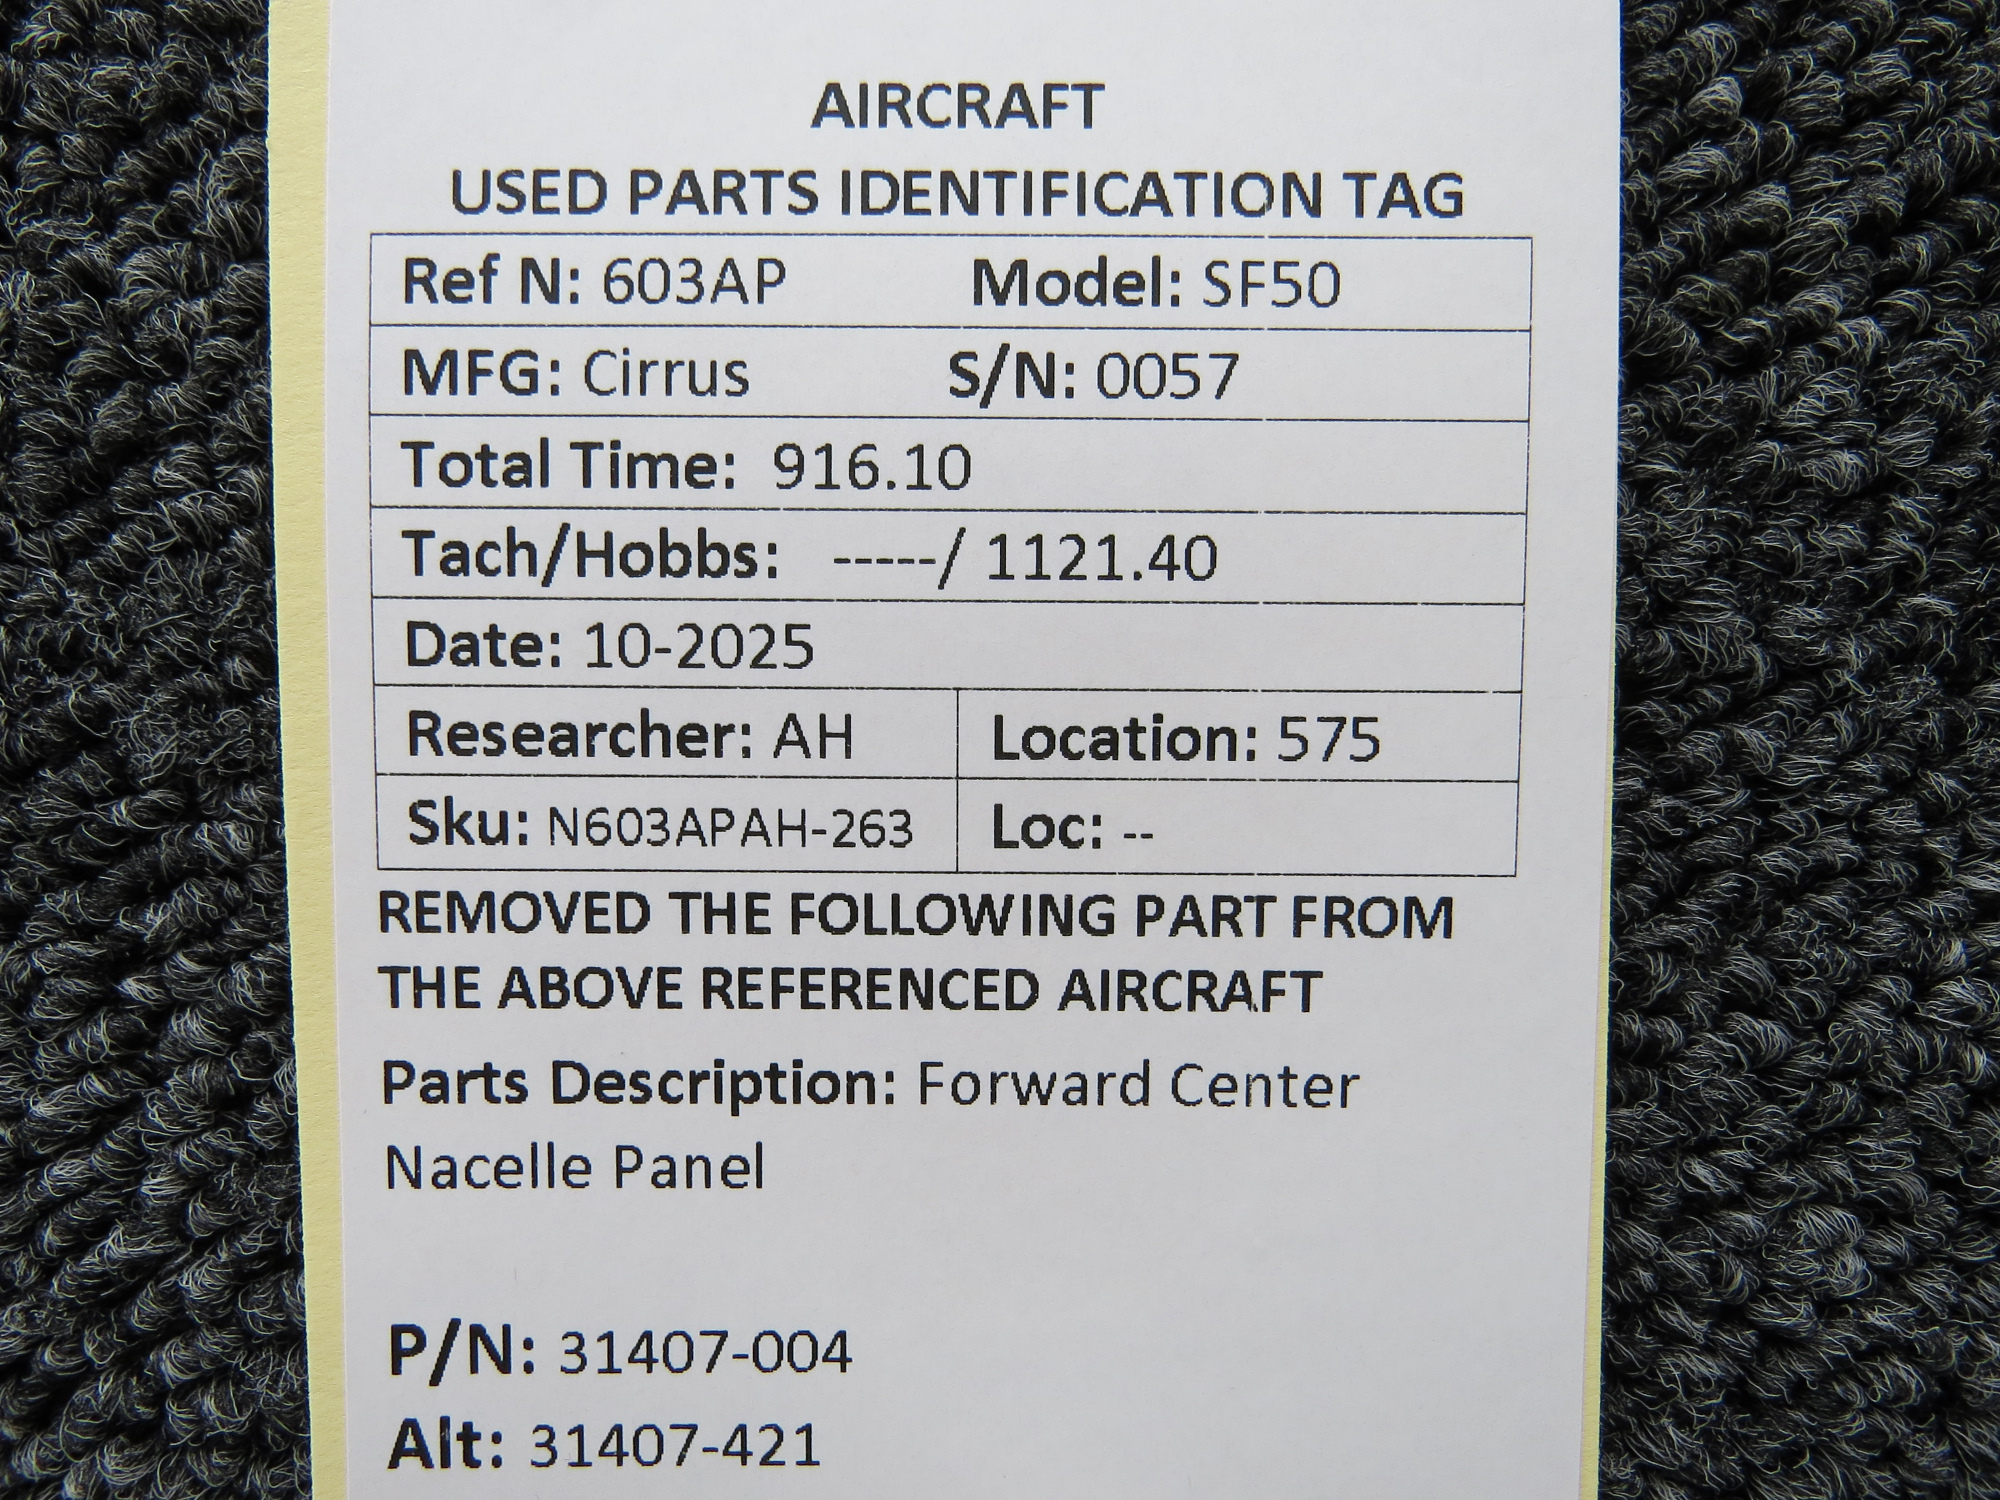 AIRCRAFT
USED PARTS IDENTIFICATION TAG
Ref N: 603AP Model: SF50
MFG: Cirrus S/N: 0057
Total Time: 916.10
Tach/Hobbs: -----/ 1121.40
Date: 10-2025
Researcher: AH Location: 575
Sku: N603APAH-263 Loc: --
REMOVED THE FOLLOWING PART FROM
THE ABOVE REFERENCED AIRCRAFT
Parts Description: Forward Center
Nacelle Panel
P/N: 31407-004
Alt: 31407-421